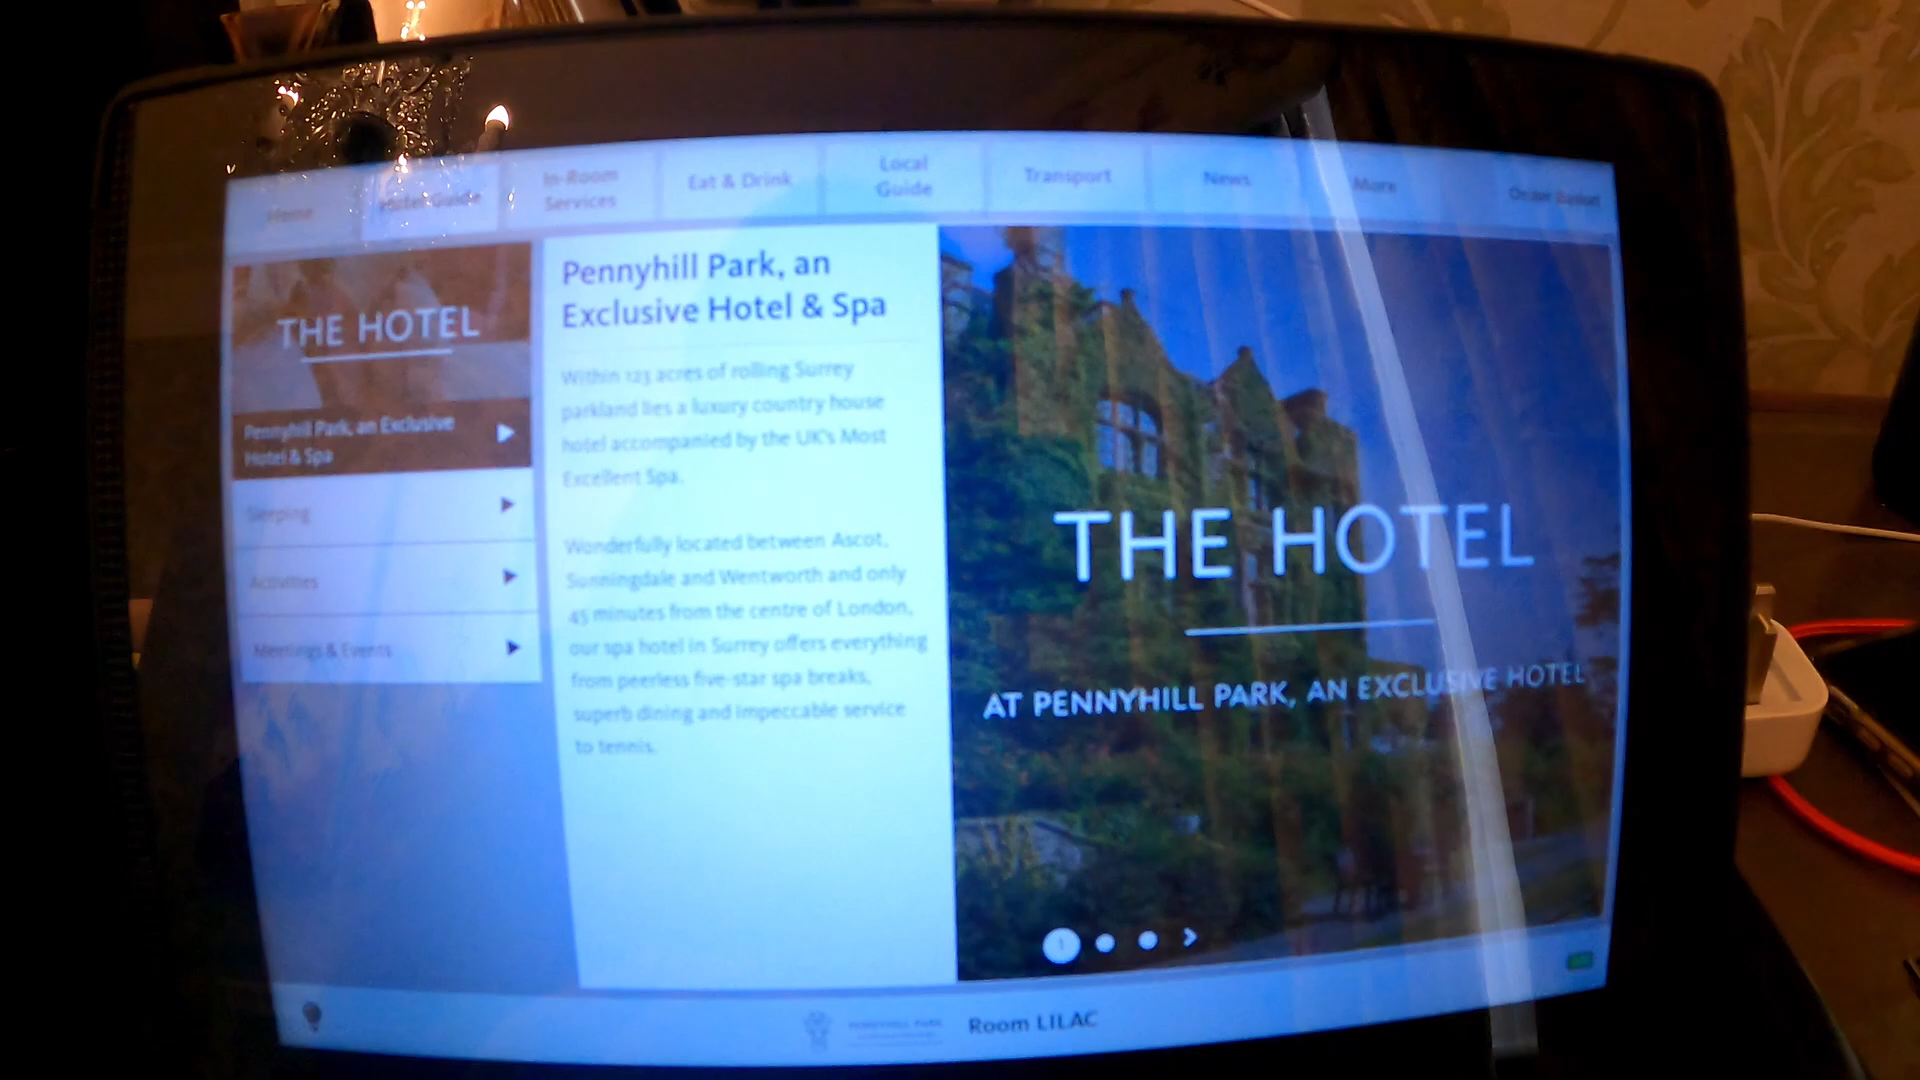 Home
Hotel Guide
In-Room
Services
Eat & Drink
Local
Guide
Transport
News
More
Order Basket
THE HOTEL
Pennyhill Park, an Exclusive
Hotel & Spa
Sleeping
Activities
Meetings & Events
Pennyhill Park, an
Exclusive Hotel & Spa
Within 123 acres of rolling Surrey
parkland lies a luxury country house
hotel accompanied by the UK's Most
Excellent Spa.
Wonderfully located between Ascot,
Sunningdale and Wentworth and only
45 minutes from the centre of London,
our spa hotel in Surrey offers everything
from peerless five-star spa breaks,
superb dining and impeccable service
to tennis.
THE HOTEL
AT PENNYHILL PARK, AN EXCLUSIVE HOTEL
1
PENNYHILL PARK
Room LILAC